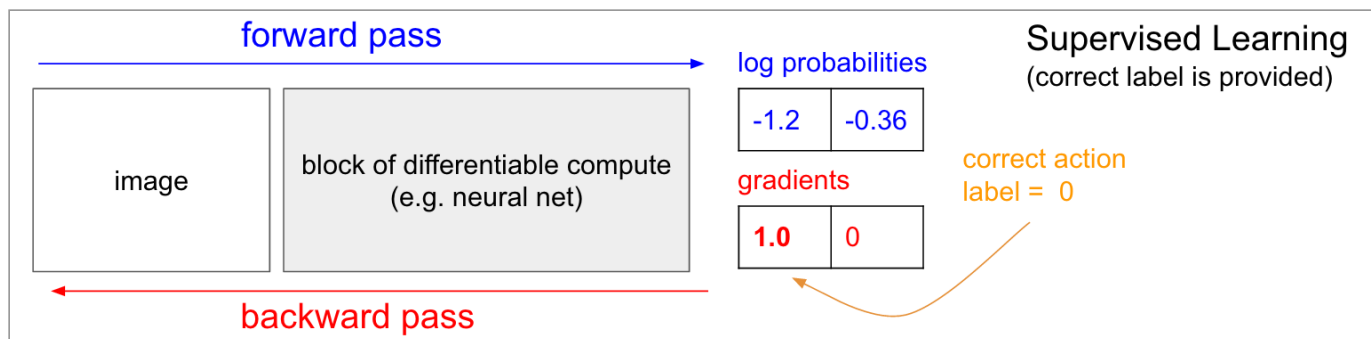 forward pass
Supervised Learning
(correct label is provided)
log probabilities
-1.2 -0.36
image
block of differentiable compute
(e.g. neural net)
gradients
1.0 0
correct action
label = 0
backward pass